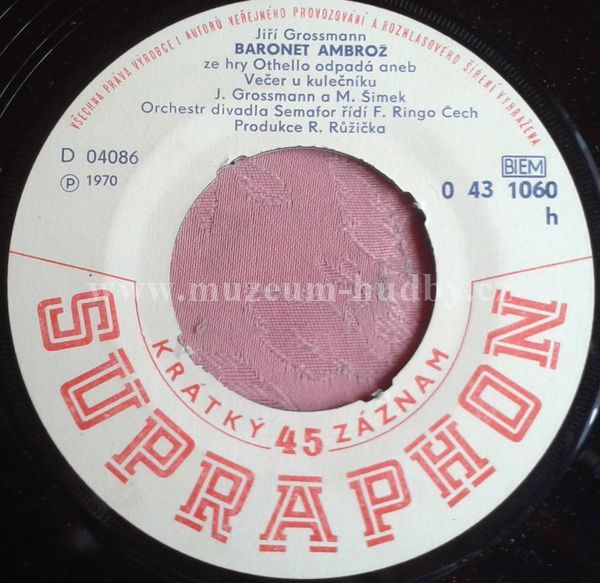 VŠECHNA PRÁVA VÝROBCE I AUTORŮ VEŘEJNÉHO PROVOZOVÁNÍ A ROZHLASOVÉHO ŠÍŘENÍ VYHRAŽENA
Jiří Grossmann
BARONET AMBROŽ
ze hry Othello odpadá aneb
Večer u kulečníku
J. Grossmann a M. Šimek
Orchestr divadla Semafor řídí F. Ringo Čech
Produkce R. Růžička
D 04086
Ⓟ 1970
BIEM
0 43 1060
h
www.muzeum-hudby.cz
KRÁTKÝ 45 ZÁZNAM
SUPRAPHON